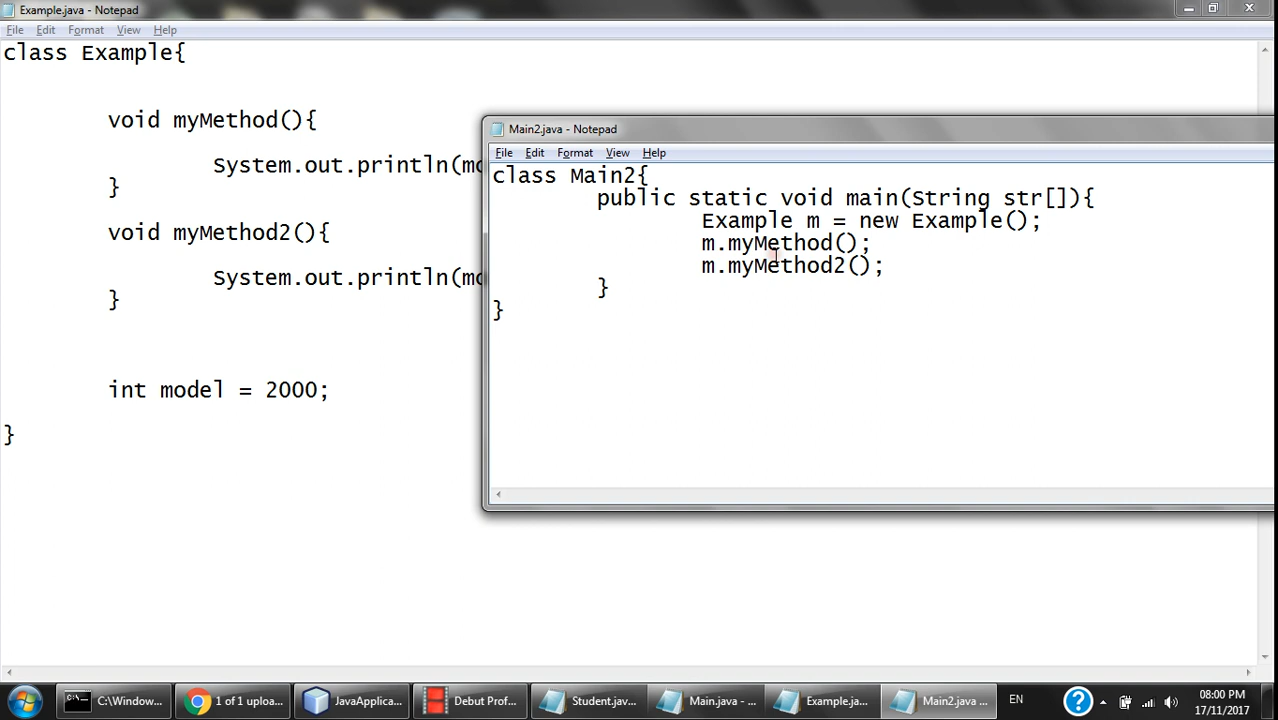 Example.java - Notepad
File Edit Format View Help
class Example{
void myMethod(){
System.out.println(mo
}
void myMethod2(){
System.out.println(mo
}
int model = 2000;
}
Main2.java - Notepad
File Edit Format View Help
class Main2{
public static void main(String str[]){
Example m = new Example();
m.myMethod();
m.myMethod2();
}
}
C:\Window... 1 of 1 uploa... JavaApplica... Debut Prof... Student.jav... Main.java - ... Example.ja... Main2.java ... EN 08:00 PM
17/11/2017